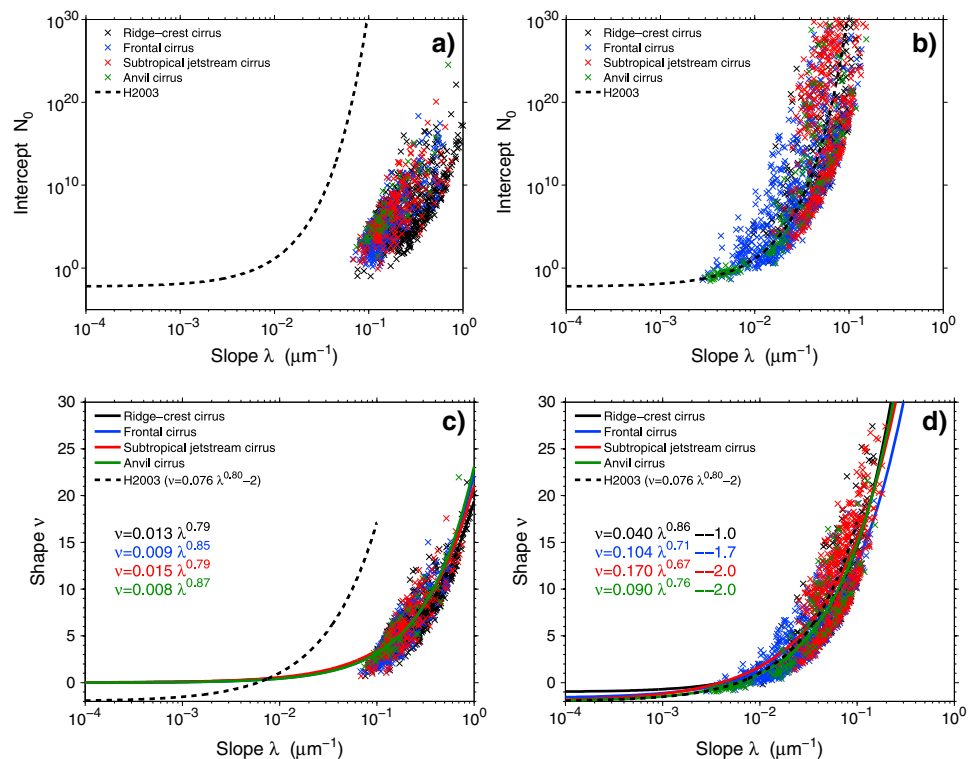 a)
Ridge−crest cirrus
Frontal cirrus
Subtropical jetstream cirrus
Anvil cirrus
H2003
10^30
10^20
10^10
10^0
Intercept N_0
10^−4 10^−3 10^−2 10^−1 10^0
Slope λ (μm^−1)
b)
Ridge−crest cirrus
Frontal cirrus
Subtropical jetstream cirrus
Anvil cirrus
H2003
10^30
10^20
10^10
10^0
Intercept N_0
10^−4 10^−3 10^−2 10^−1 10^0
Slope λ (μm^−1)
c)
Ridge−crest cirrus
Frontal cirrus
Subtropical jetstream cirrus
Anvil cirrus
H2003 (ν=0.076 λ^0.80−2)
ν=0.013 λ^0.79
ν=0.009 λ^0.85
ν=0.015 λ^0.79
ν=0.008 λ^0.87
30
25
20
15
10
5
0
Shape ν
10^−4 10^−3 10^−2 10^−1 10^0
Slope λ (μm^−1)
d)
Ridge−crest cirrus
Frontal cirrus
Subtropical jetstream cirrus
Anvil cirrus
H2003 (ν=0.076 λ^0.80−2)
ν=0.040 λ^0.86 −−1.0
ν=0.104 λ^0.71 −−1.7
ν=0.170 λ^0.67 −−2.0
ν=0.090 λ^0.76 −−2.0
30
25
20
15
10
5
0
Shape ν
10^−4 10^−3 10^−2 10^−1 10^0
Slope λ (μm^−1)